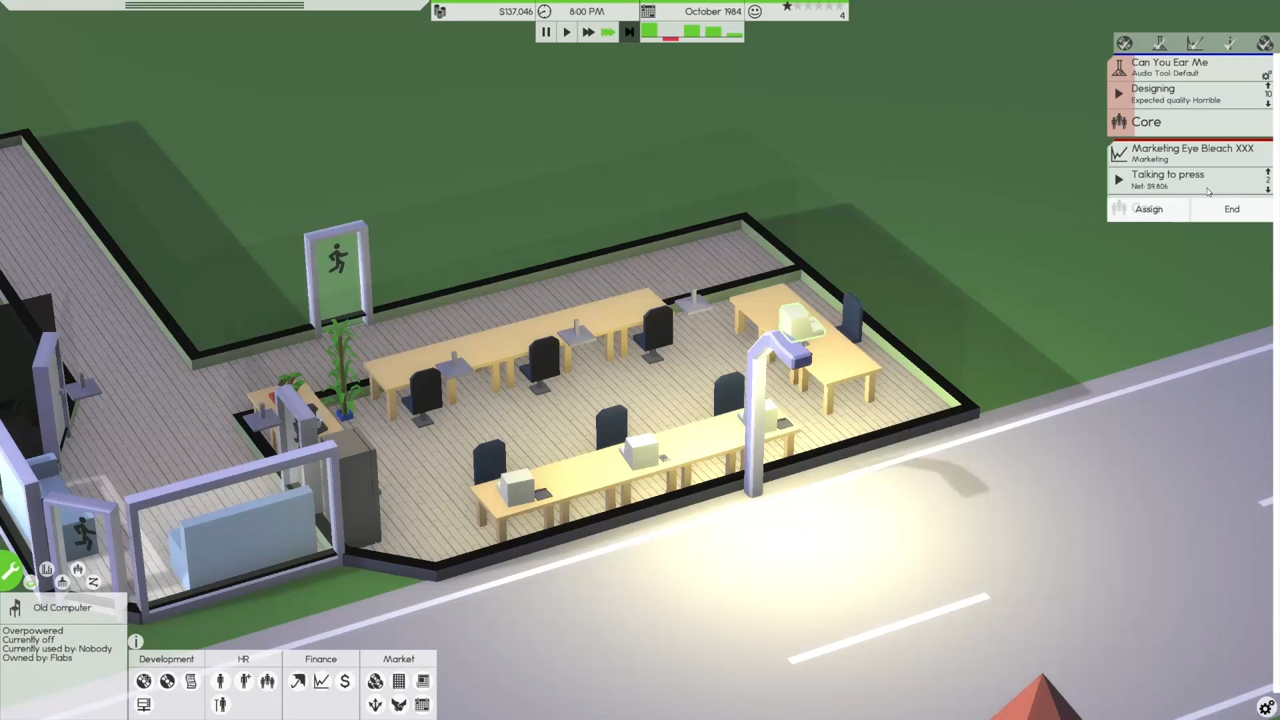 $137,046
8:00 PM
October 1984
4
Can You Ear Me
Audio Tool: Default
Designing
Expected quality: Horrible
10
Core
Marketing Eye Bleach XXX
Marketing
Talking to press
Net: $9.806
2
Assign
End
Old Computer
Overpowered
Currently off
Currently used by: Nobody
Owned by: Flabs
Development
HR
Finance
Market